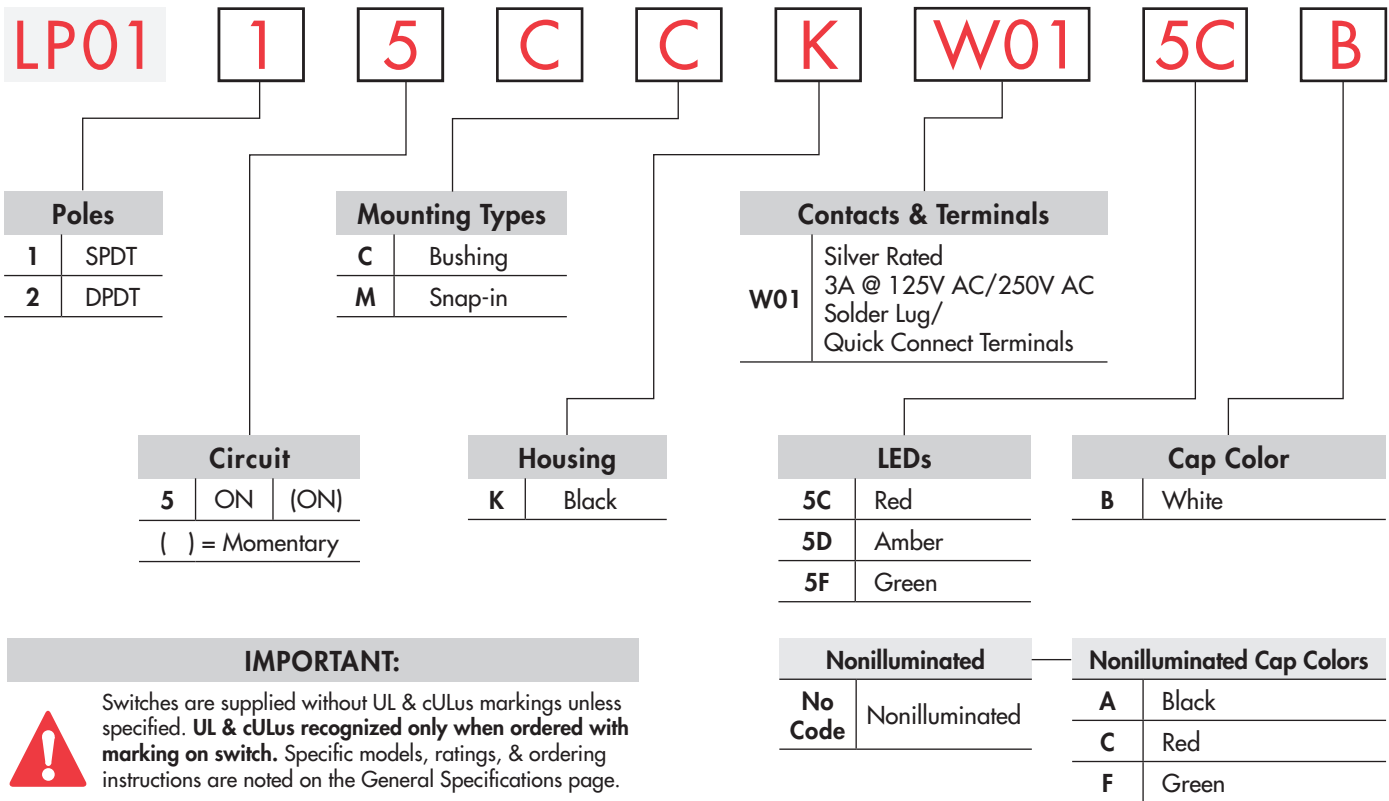 LP01 1 5 C C K W01 5C B
Poles
1 SPDT
2 DPDT
Mounting Types
C Bushing
M Snap-in
Contacts & Terminals
W01
Silver Rated
3A @ 125V AC/250V AC
Solder Lug/
Quick Connect Terminals
Circuit
5 ON (ON)
( ) = Momentary
Housing
K Black
LEDs
5C Red
5D Amber
5F Green
Cap Color
B White
IMPORTANT:
Switches are supplied without UL & cULus markings unless
specified. UL & cULus recognized only when ordered with
marking on switch. Specific models, ratings, & ordering
instructions are noted on the General Specifications page.
Nonilluminated
No
Code
Nonilluminated
Nonilluminated Cap Colors
A Black
C Red
F Green